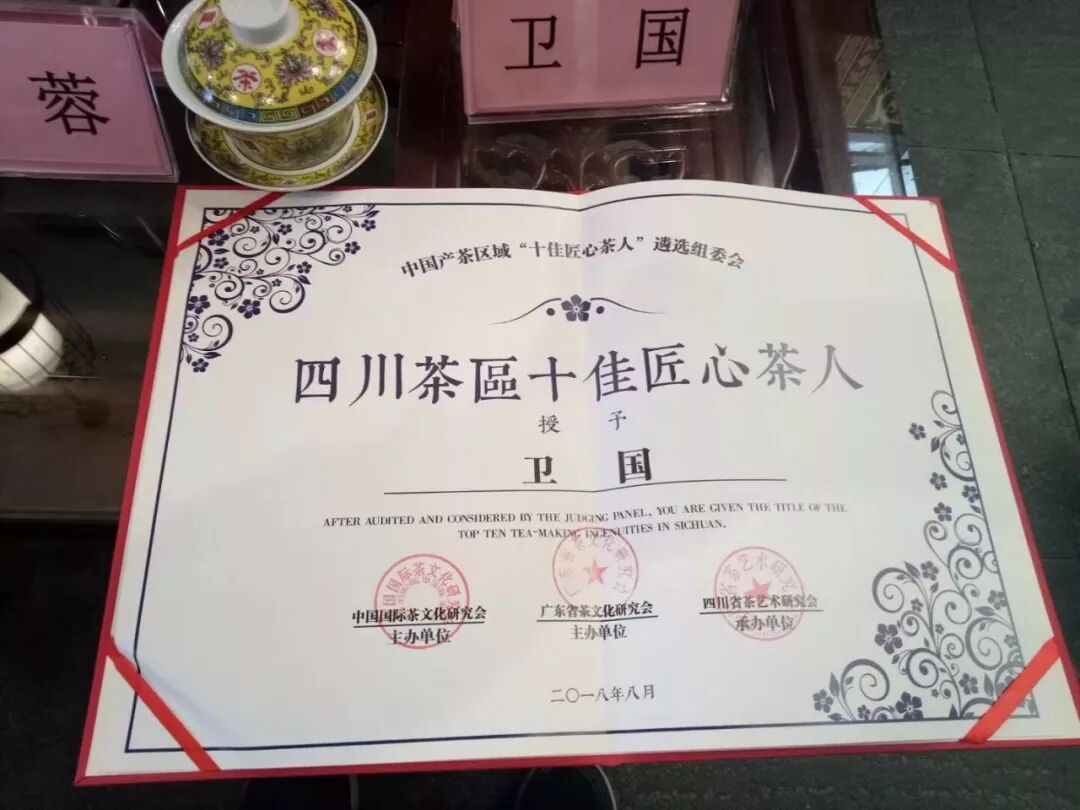 蓉
卫 国
茶
中国产茶区域“十佳匠心茶人”遴选组委会
四川茶區十佳匠心茶人
授 予
卫 国
AFTER AUDITED AND CONSIDERED BY THE JUDGING PANEL, YOU ARE GIVEN THE TITLE OF THE
TOP TEN TEA-MAKING INGENUITIES IN SICHUAN.
中国国际茶文化研究会 广东省茶文化研究会 四川省茶艺术研究会
主办单位 主办单位 承办单位
二〇一八年八月